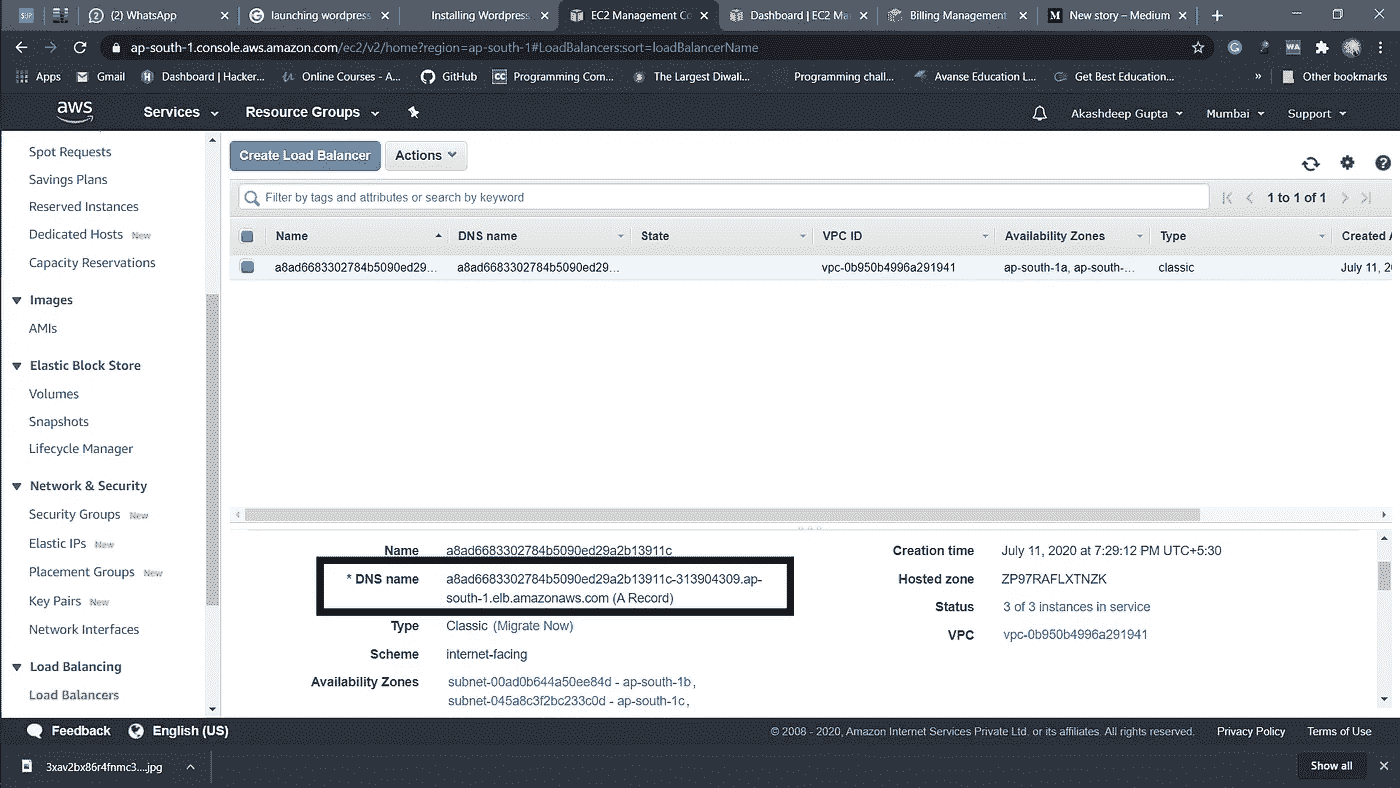 (2) WhatsApp
launching wordpress
Installing Wordpress
EC2 Management Co
Dashboard | EC2 Ma
Billing Management
M New story – Medium
ap-south-1.console.aws.amazon.com/ec2/v2/home?region=ap-south-1#LoadBalancers:sort=loadBalancerName
WA
Apps
Gmail
Dashboard | Hacker...
Online Courses - A...
GitHub
CC Programming Com...
The Largest Diwali...
Programming chall...
Avanse Education L...
Get Best Education...
»
Other bookmarks
aws
Services
Resource Groups
Akashdeep Gupta
Mumbai
Support
Spot Requests
Savings Plans
Reserved Instances
Dedicated Hosts New
Capacity Reservations
Images
AMIs
Elastic Block Store
Volumes
Snapshots
Lifecycle Manager
Network & Security
Security Groups New
Elastic IPs New
Placement Groups New
Key Pairs New
Network Interfaces
Load Balancing
Load Balancers
Create Load Balancer
Actions
Filter by tags and attributes or search by keyword
1 to 1 of 1
Name DNS name State VPC ID Availability Zones Type Created A
a8ad6683302784b5090ed29... a8ad6683302784b5090ed29... vpc-0b950b4996a291941 ap-south-1a, ap-south-... classic July 11, 2
Name a8ad6683302784b5090ed29a2b13911c
* DNS name a8ad6683302784b5090ed29a2b13911c-313904309.ap-
south-1.elb.amazonaws.com (A Record)
Type Classic (Migrate Now)
Scheme internet-facing
Availability Zones subnet-00ad0b644a50ee84d - ap-south-1b,
subnet-045a8c3f2bc233c0d - ap-south-1c,
Creation time July 11, 2020 at 7:29:12 PM UTC+5:30
Hosted zone ZP97RAFLXTNZK
Status 3 of 3 instances in service
VPC vpc-0b950b4996a291941
Feedback
English (US)
© 2008 - 2020, Amazon Internet Services Private Ltd. or its affiliates. All rights reserved.
Privacy Policy
Terms of Use
3xav2bx86r4fnmc3....jpg
Show all